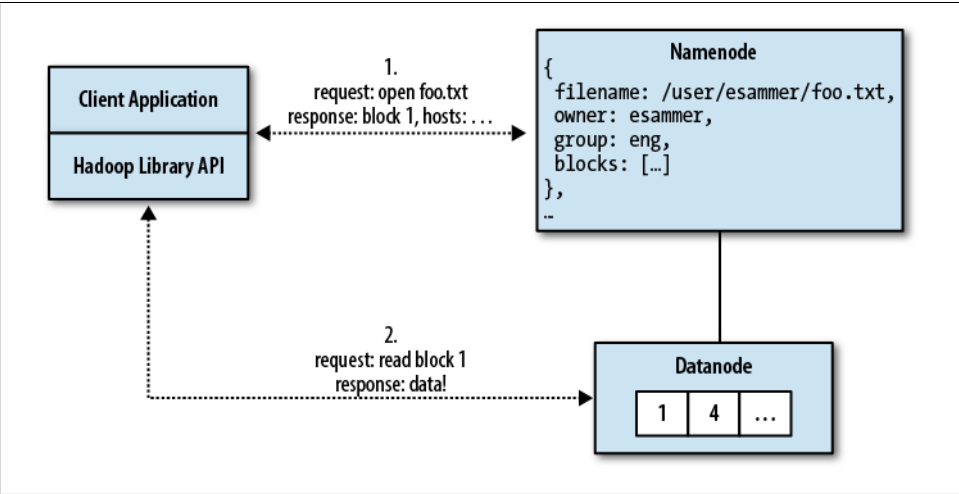 Client Application
Hadoop Library API
1.
request: open foo.txt
response: block 1, hosts: . . .
Namenode
{
filename: /user/esammer/foo.txt,
owner: esammer,
group: eng,
blocks: […]
},
…
2.
request: read block 1
response: data!
Datanode
1 4 …